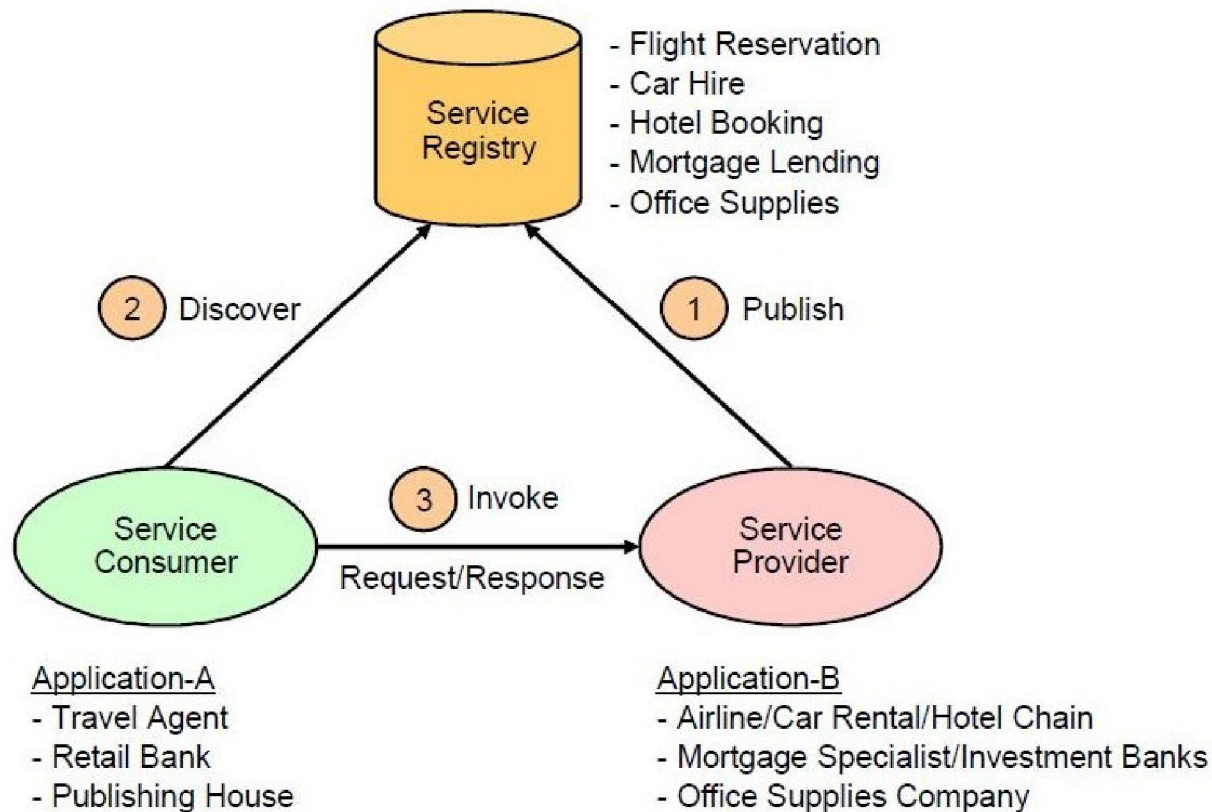 Service
Registry
- Flight Reservation
- Car Hire
- Hotel Booking
- Mortgage Lending
- Office Supplies
2 Discover
1 Publish
3 Invoke
Service
Consumer
Request/Response
Service
Provider
Application-A
- Travel Agent
- Retail Bank
- Publishing House
Application-B
- Airline/Car Rental/Hotel Chain
- Mortgage Specialist/Investment Banks
- Office Supplies Company